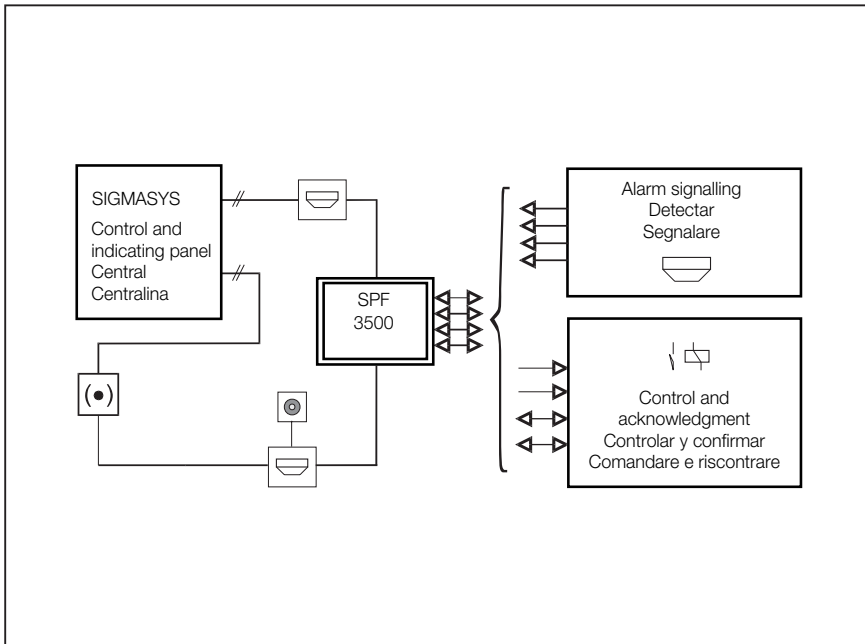 SIGMASYS
Control and
indicating panel
Central
Centralina
SPF
3500
Alarm signalling
Detectar
Segnalare
Control and
acknowledgment
Controlar y confirmar
Comandare e riscontrare